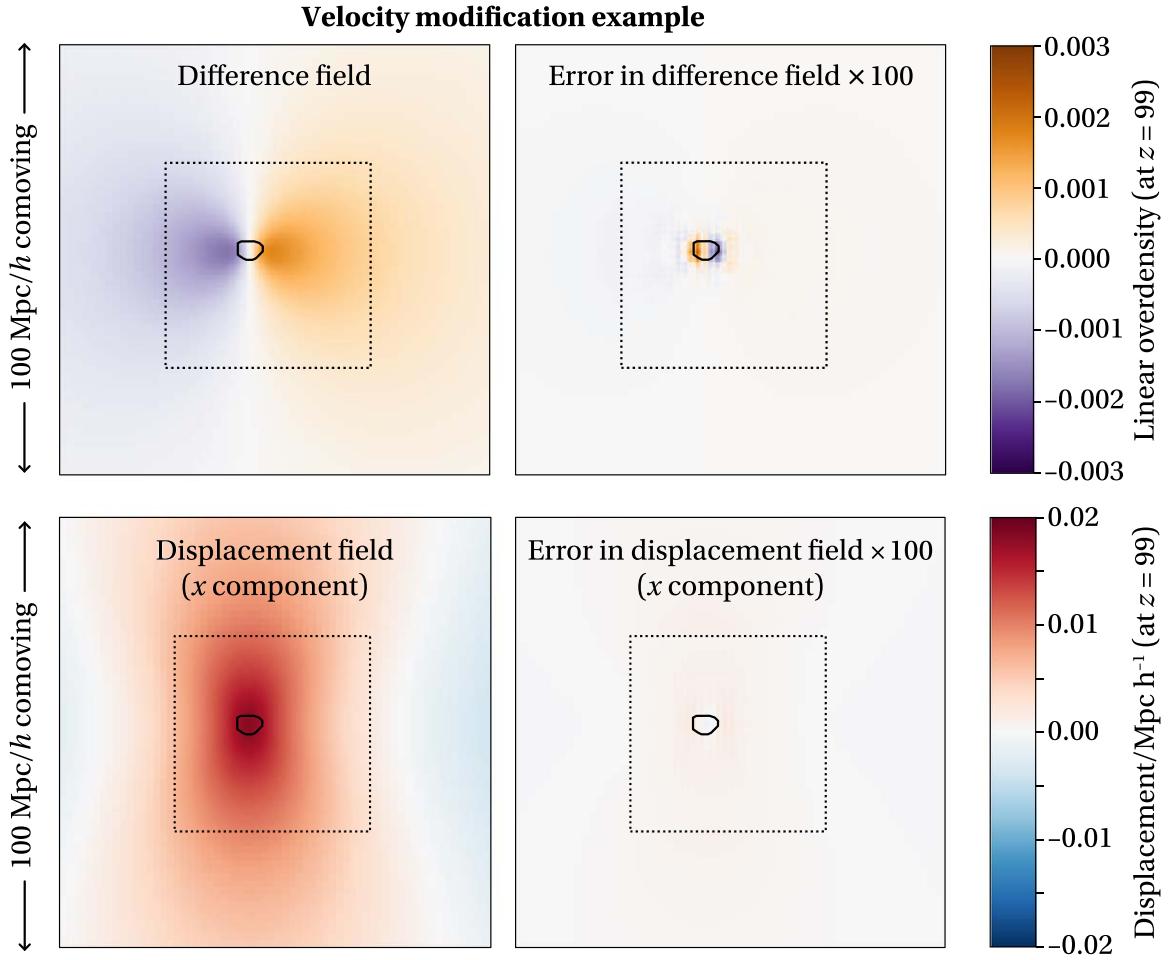 Velocity modification example
Difference field
Error in difference field × 100
100 Mpc/h comoving
0.003
0.002
0.001
0.000
−0.001
−0.002
−0.003
Linear overdensity (at z = 99)
Displacement field
(x component)
Error in displacement field × 100
(x component)
100 Mpc/h comoving
0.02
0.01
0.00
−0.01
−0.02
Displacement/Mpc h⁻¹ (at z = 99)